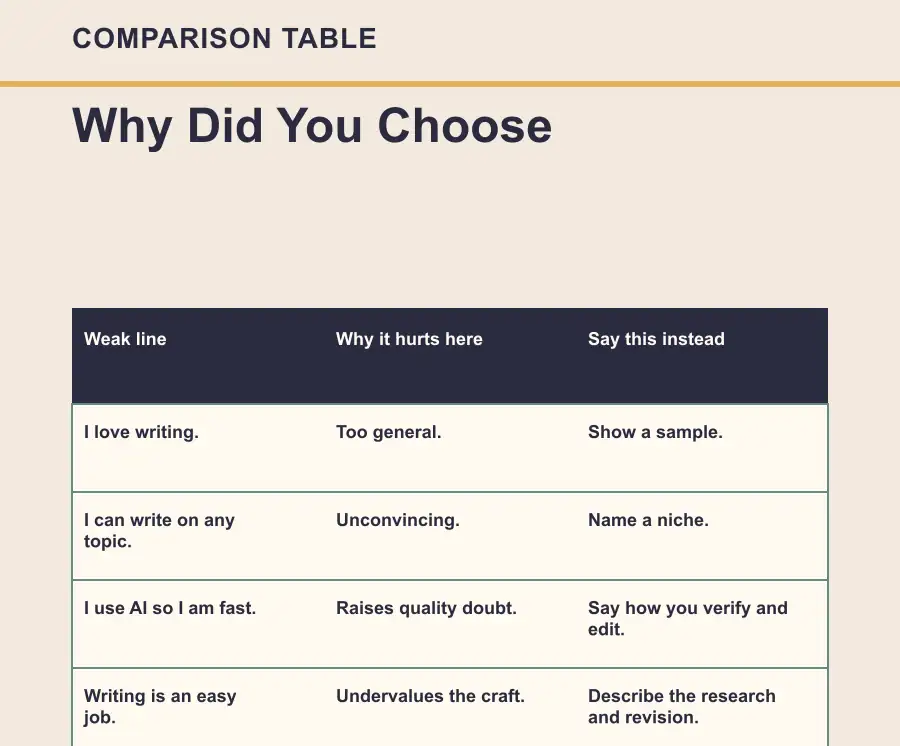 COMPARISON TABLE
Why Did You Choose
Weak line
Why it hurts here
Say this instead
I love writing.
Too general.
Show a sample.
I can write on any
topic.
Unconvincing.
Name a niche.
I use AI so I am fast.
Raises quality doubt.
Say how you verify and
edit.
Writing is an easy
job.
Undervalues the craft.
Describe the research
and revision.